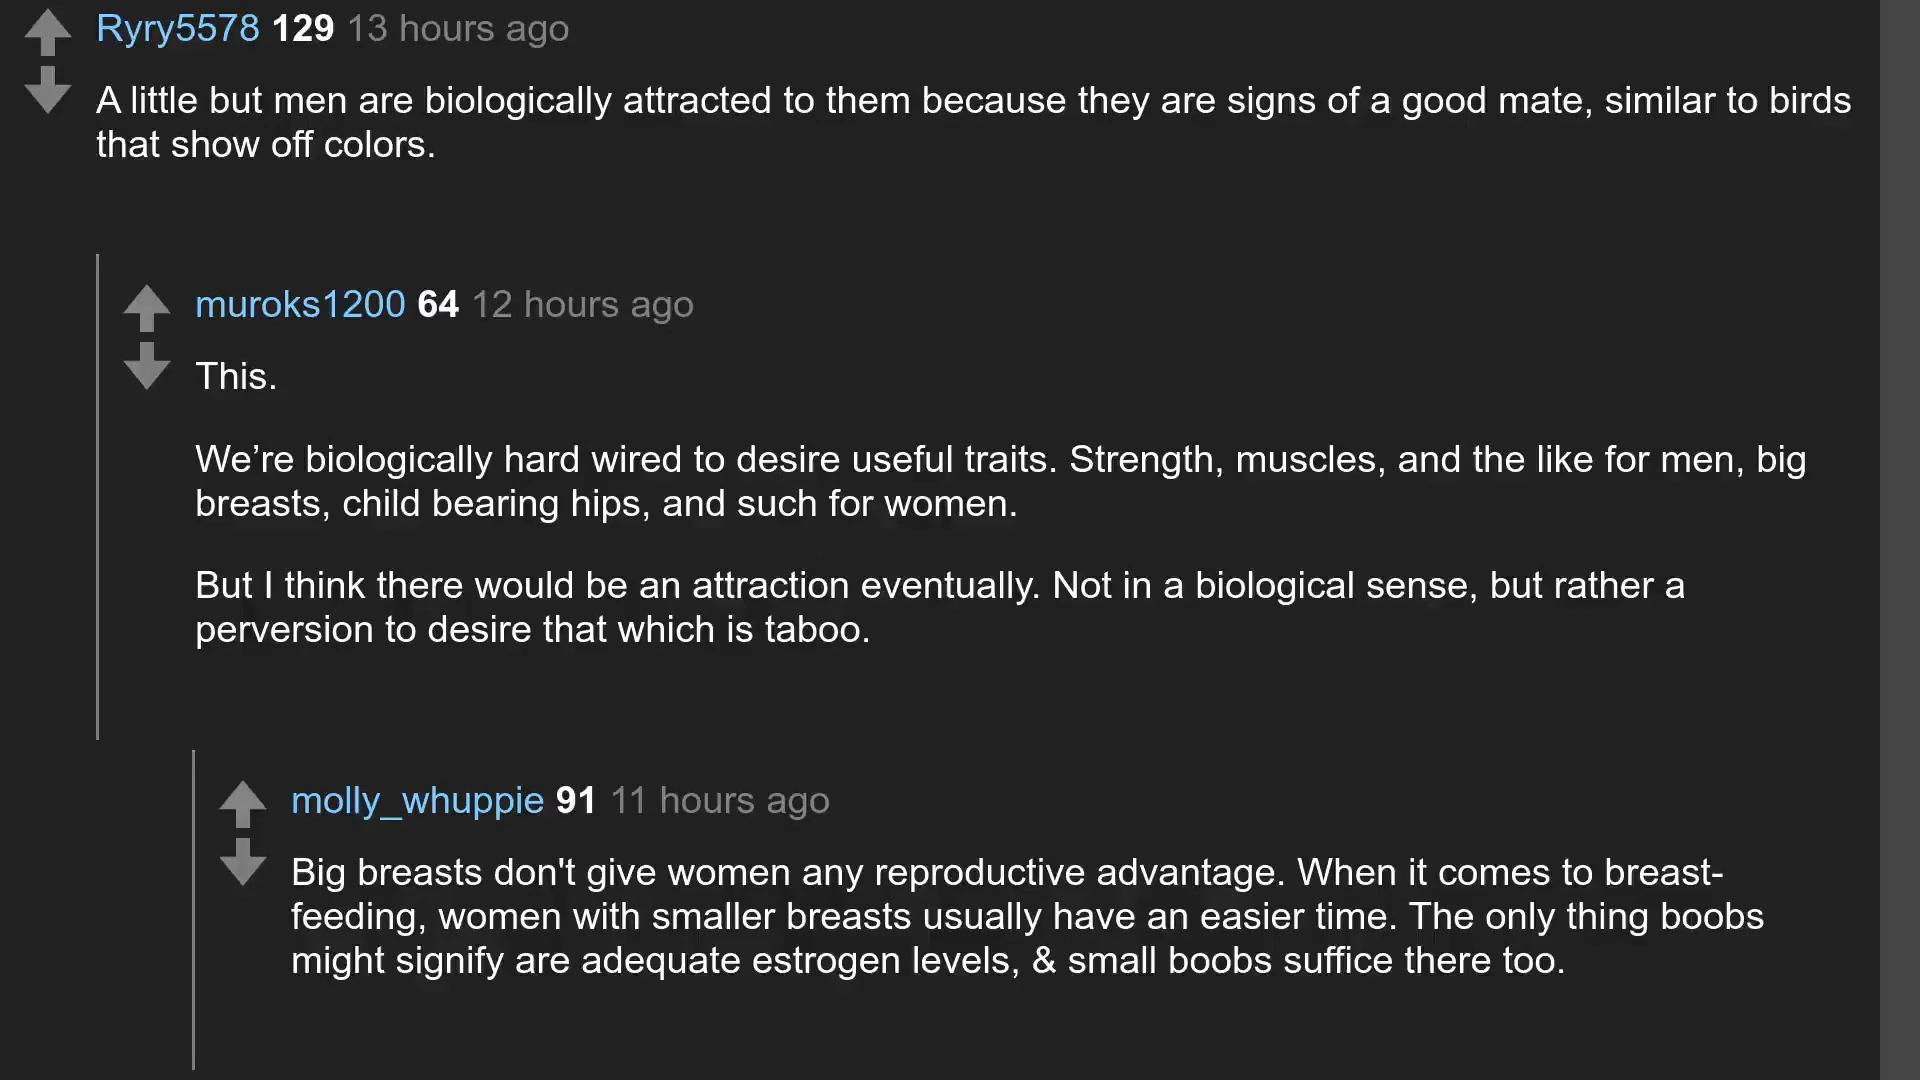 Ryry5578 129 13 hours ago
A little but men are biologically attracted to them because they are signs of a good mate, similar to birds
that show off colors.
muroks1200 64 12 hours ago
This.
We’re biologically hard wired to desire useful traits. Strength, muscles, and the like for men, big
breasts, child bearing hips, and such for women.
But I think there would be an attraction eventually. Not in a biological sense, but rather a
perversion to desire that which is taboo.
molly_whuppie 91 11 hours ago
Big breasts don't give women any reproductive advantage. When it comes to breast-
feeding, women with smaller breasts usually have an easier time. The only thing boobs
might signify are adequate estrogen levels, & small boobs suffice there too.